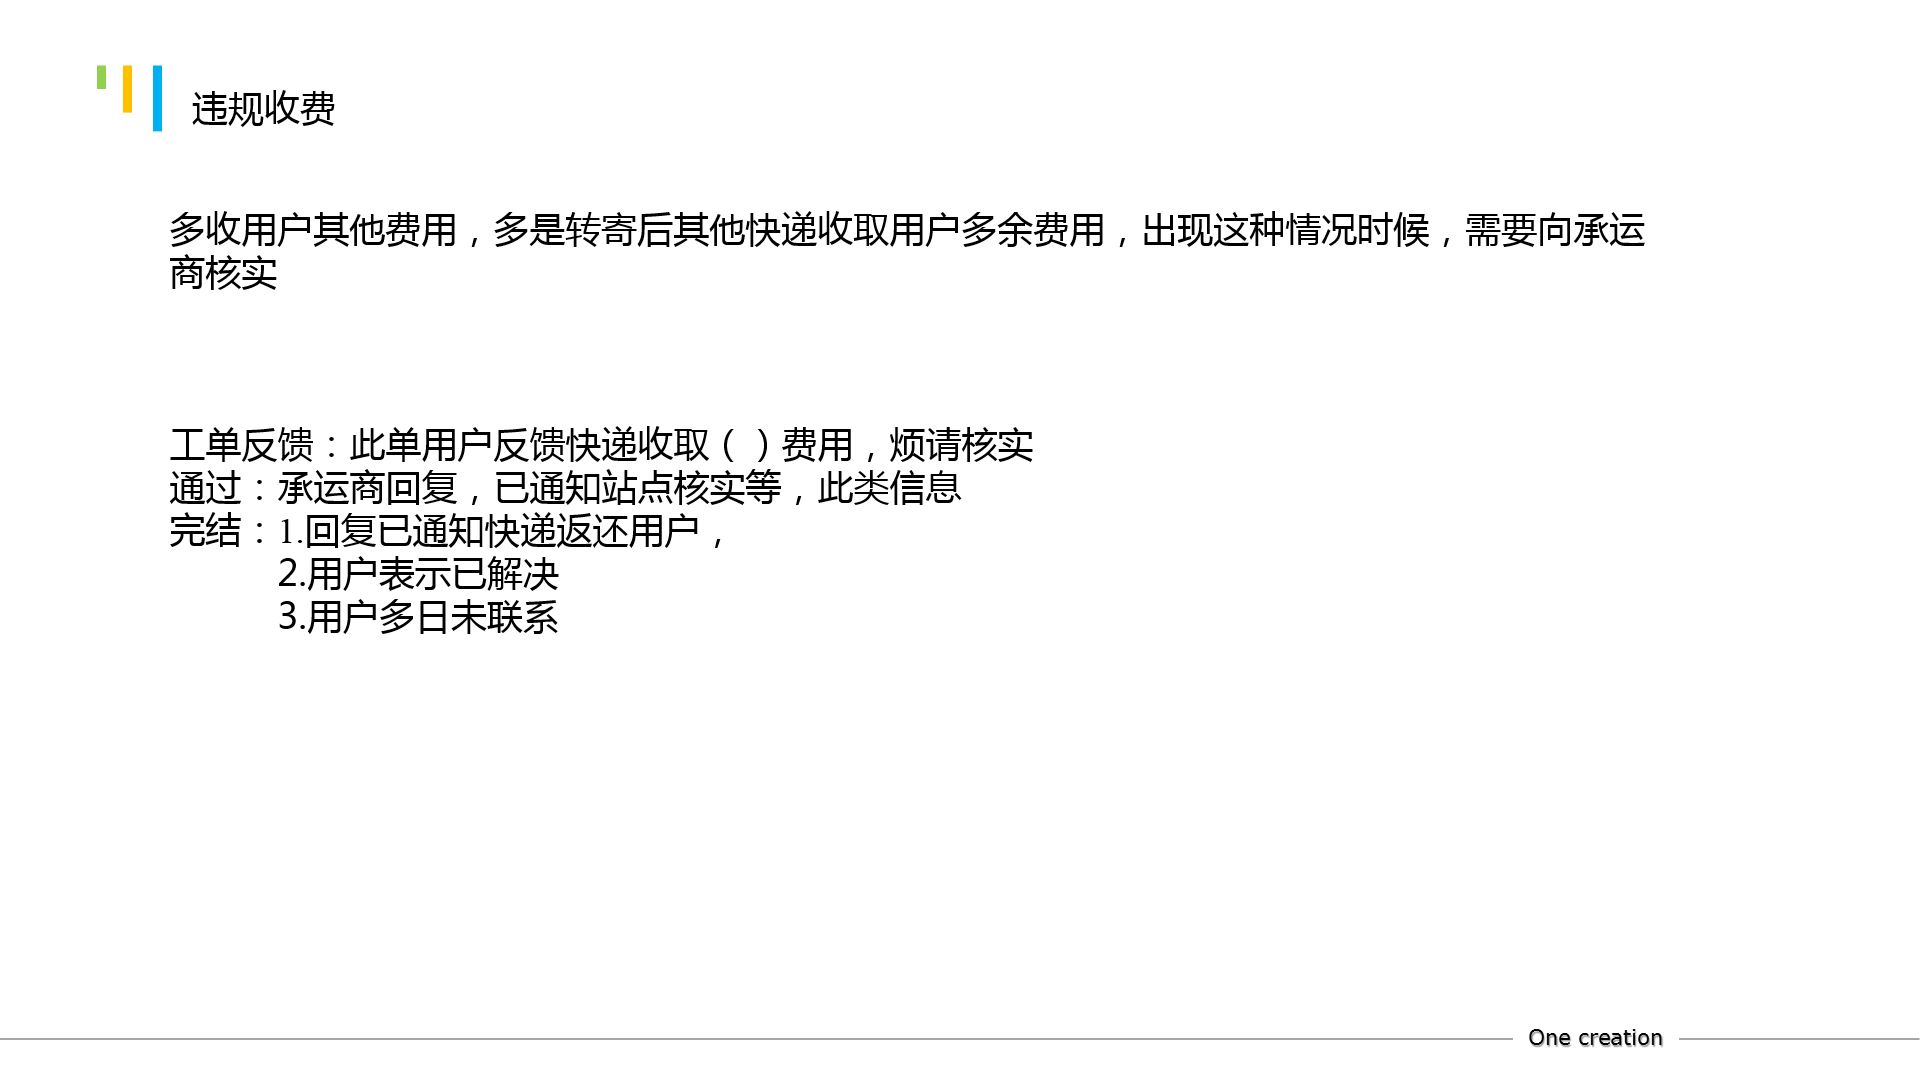 违规收费
多收用户其他费用，多是转寄后其他快递收取用户多余费用，出现这种情况时候，需要向承运
商核实
工单反馈：此单用户反馈快递收取（ ）费用，烦请核实
通过：承运商回复，已通知站点核实等，此类信息
完结：1.回复已通知快递返还用户，
2.用户表示已解决
3.用户多日未联系
One creation